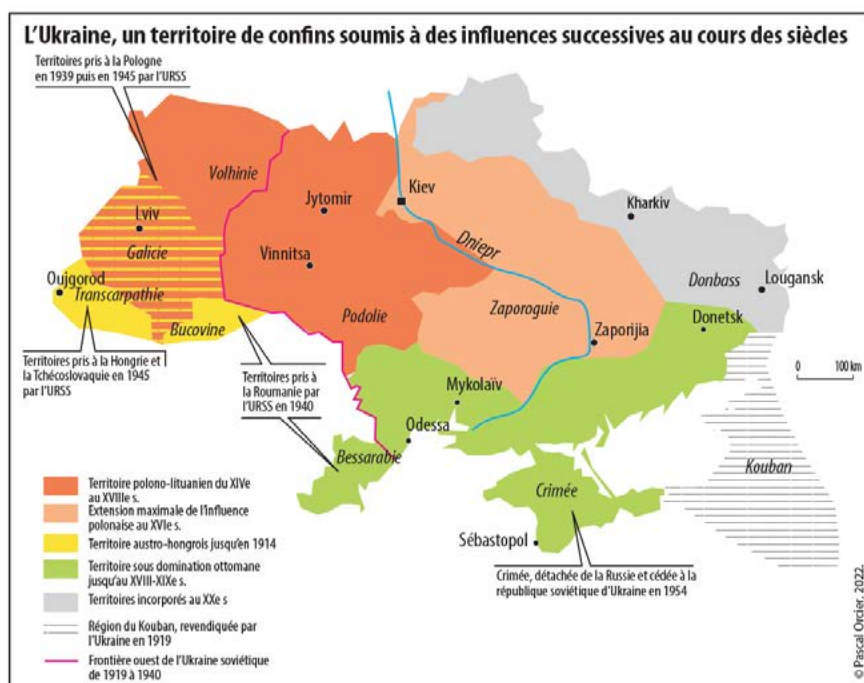 L'Ukraine, un territoire de confins soumis à des influences successives au cours des siècles
Territoires pris à la Pologne
en 1939 puis en 1945 par l'URSS
Volhinie
Kiev
Jytomir
Kharkiv
Lviv
Dniepr
Galicie
Vinnitsa
Oujgorod
Transcarpathie
Donbass
Lougansk
Zaporoguie
Podolie
Bucovine
Donetsk
Zaporijia
Territoires pris à la Hongrie et
la Tchécoslovaquie en 1945
par l'URSS
Territoires pris à
la Roumanie par
l'URSS en 1940
0 100 km
Mykolaïv
Odessa
Bessarabie
Kouban
Crimée
Sébastopol
Crimée, détachée de la Russie et cédée à la
république soviétique d'Ukraine en 1954
Territoire polono-lituanien du XIVe
au XVIIIe s.
Extension maximale de l'influence
polonaise au XVIe s.
Territoire austro-hongrois jusqu'en 1914
Territoire sous domination ottomane
jusqu'au XVIII-XIXe s.
Territoires incorporés au XXe s
Région du Kouban, revendiquée par
l'Ukraine en 1919
Frontière ouest de l'Ukraine soviétique
de 1919 à 1940
© Pascal Orcier. 2022.